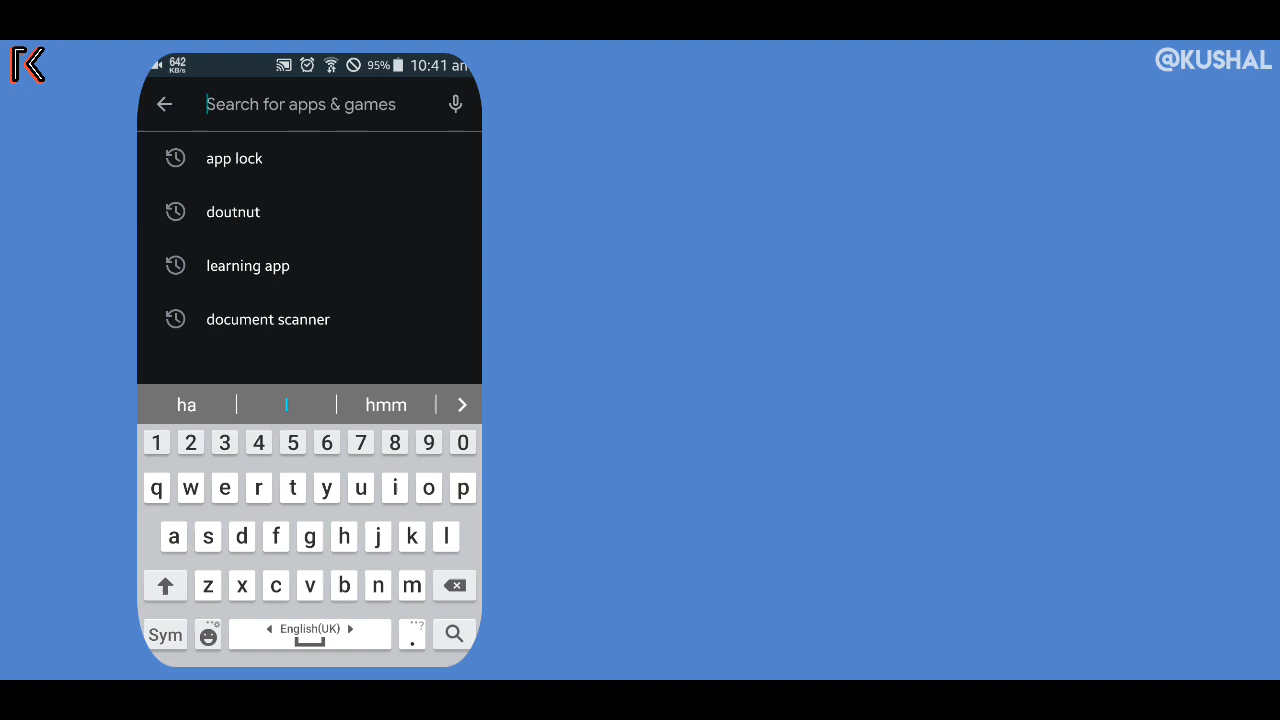 K
@KUSHAL
642
KB/s
95%
10:41 am
Search for apps & games
app lock
doutnut
learning app
document scanner
ha
I
hmm
1 2 3 4 5 6 7 8 9 0
q w e r t y u i o p
a s d f g h j k l
z x c v b n m
Sym
English(UK)
. ?